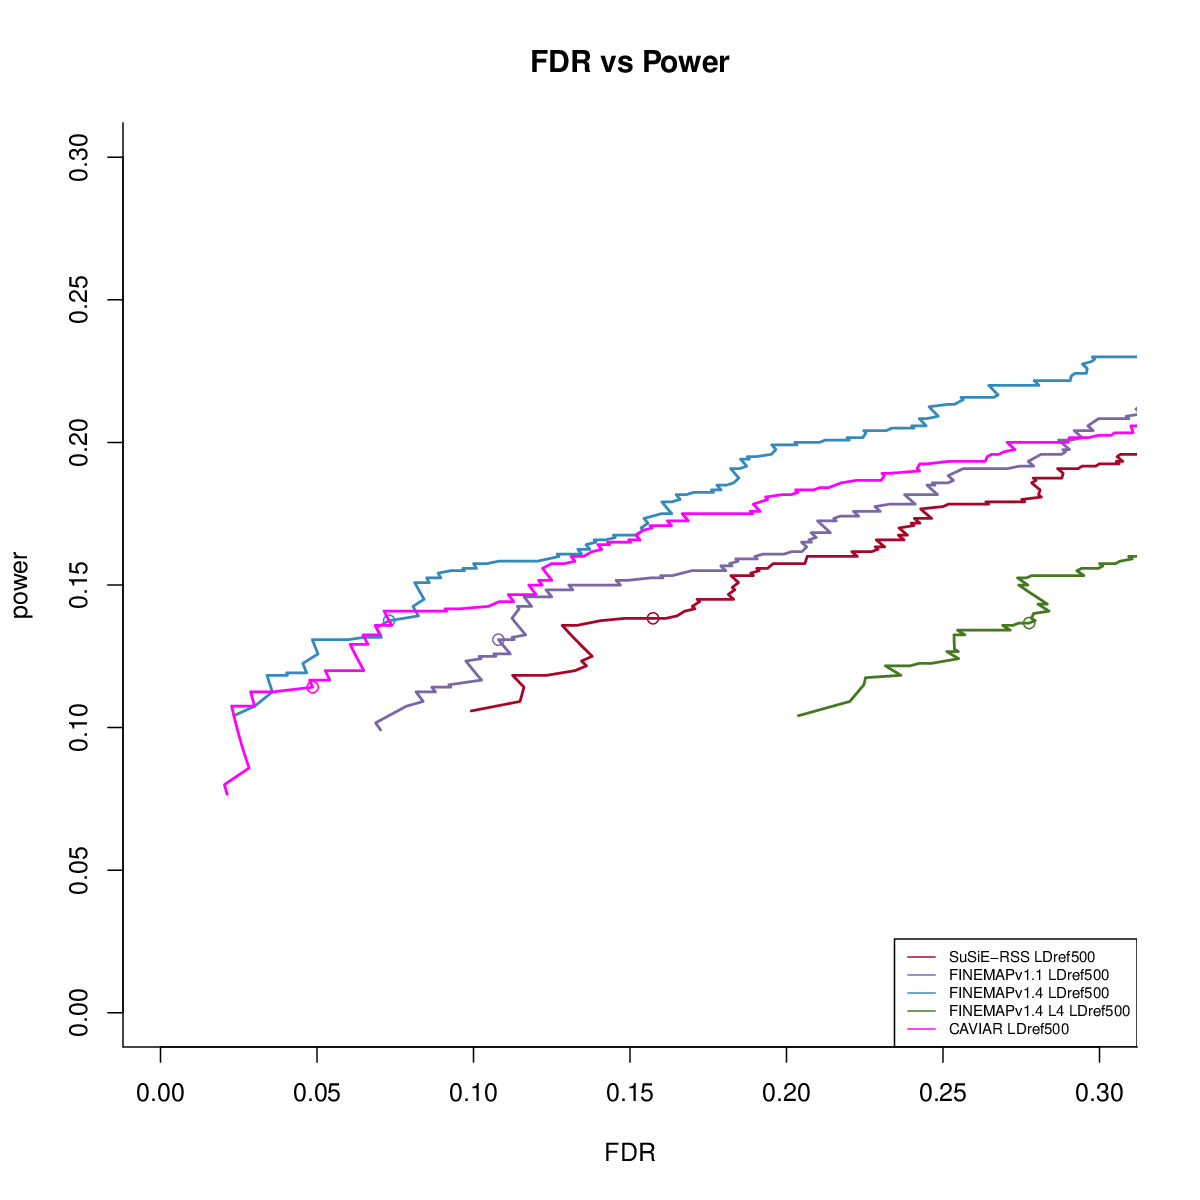 FDR vs Power
power
0.30
0.25
0.20
0.15
0.10
0.05
0.00
SuSiE−RSS LDref500
FINEMAPv1.1 LDref500
FINEMAPv1.4 LDref500
FINEMAPv1.4 L4 LDref500
CAVIAR LDref500
0.00 0.05 0.10 0.15 0.20 0.25 0.30
FDR